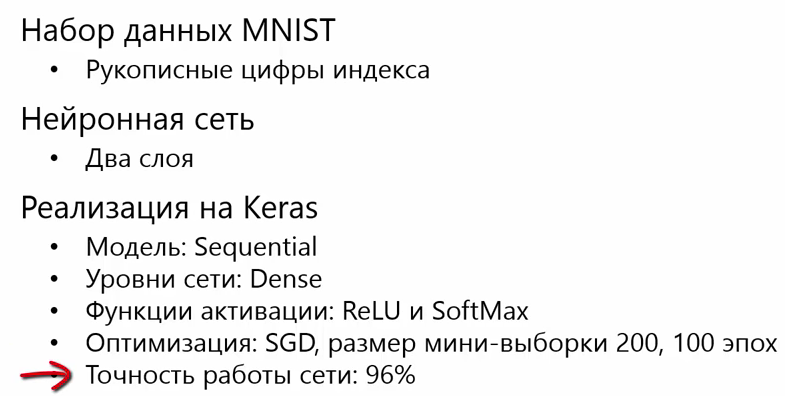 Набор данных MNIST
• Рукописные цифры индекса
Нейронная сеть
• Два слоя
Реализация на Keras
• Модель: Sequential
• Уровни сети: Dense
• Функции активации: ReLU и SoftMax
• Оптимизация: SGD, размер мини-выборки 200, 100 эпох
• Точность работы сети: 96%